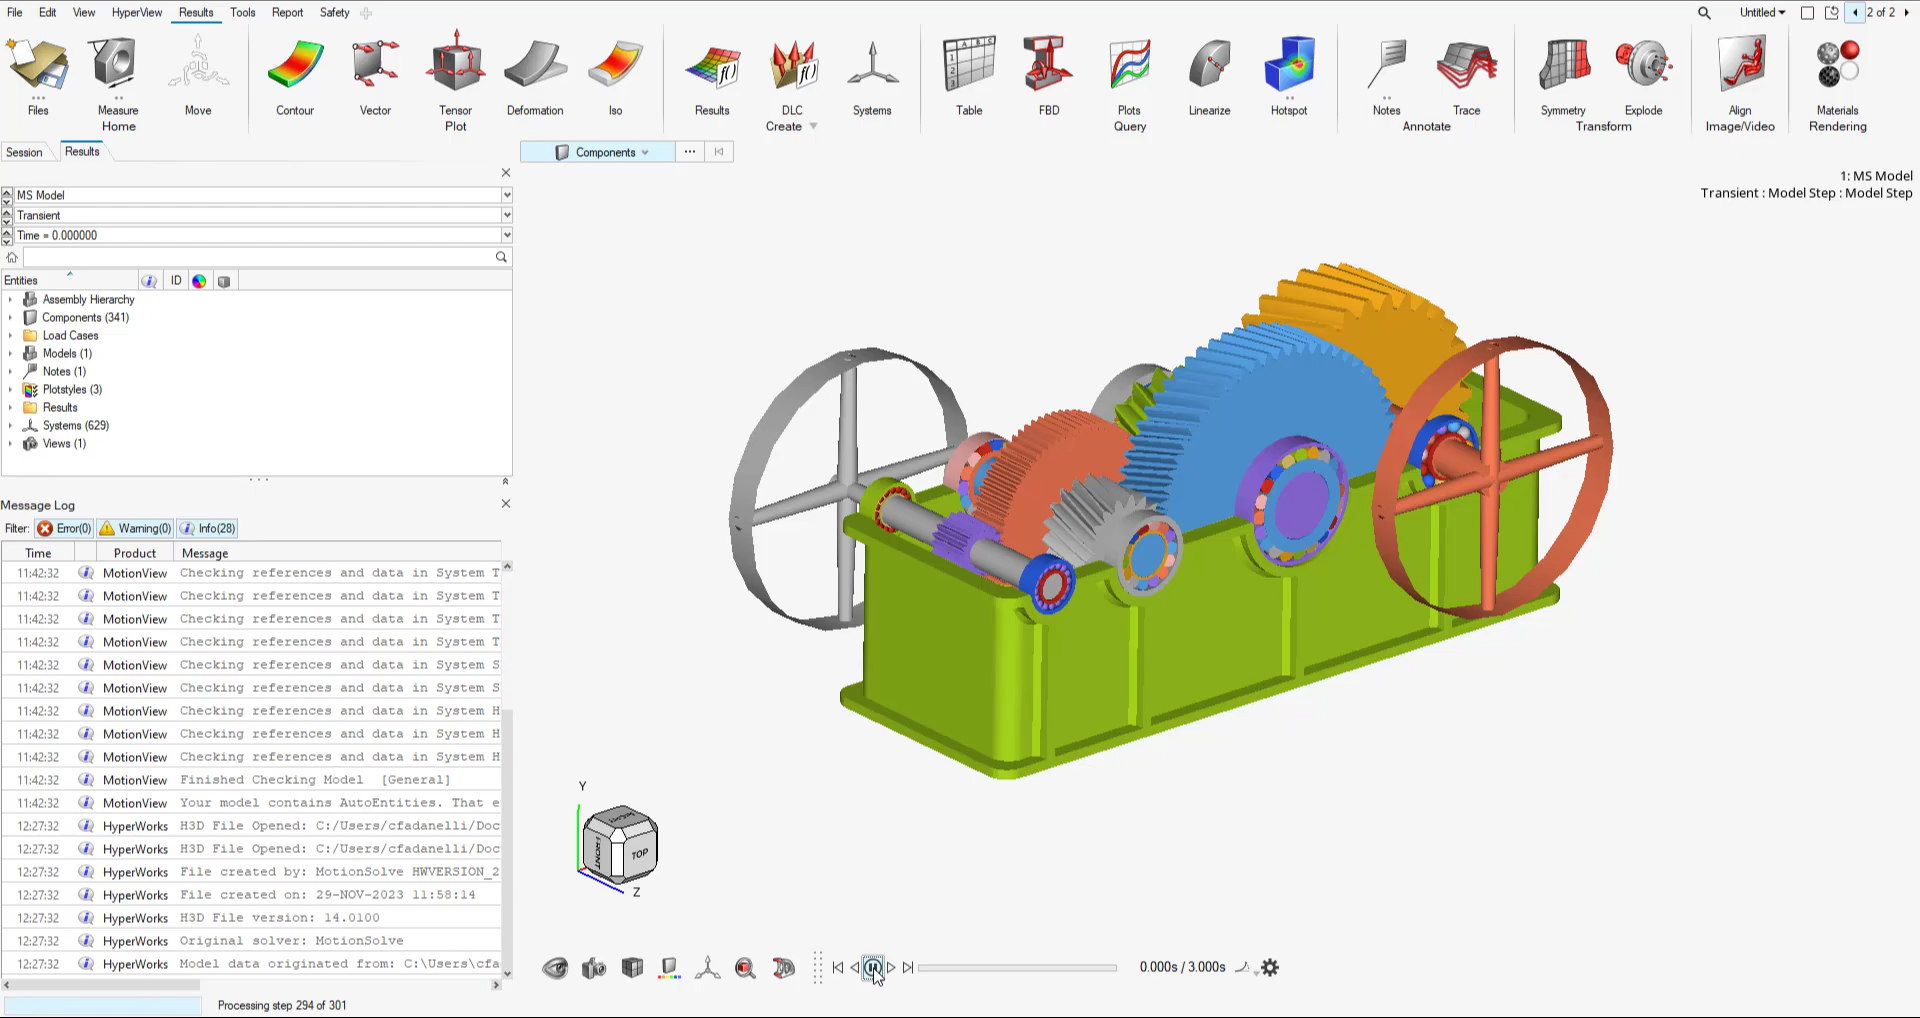 File Edit View HyperView Results Tools Report Safety
Untitled 2 of 2
Files Measure Move Contour Vector Tensor Deformation Iso Results DLC Systems Table FBD Plots Linearize Hotspot Notes Trace Symmetry Explode Align Materials
Home Plot Create Query Annotate Transform Image/Video Rendering
Session Results
Components
MS Model
Transient
Time = 0.000000
1: MS Model
Transient : Model Step : Model Step
Entities ID
Assembly Hierarchy
Components (341)
Load Cases
Models (1)
Notes (1)
Plotstyles (3)
Results
Systems (629)
Views (1)
Message Log
Filter: Error(0) Warning(0) Info(28)
Time Product Message
11:42:32 MotionView Checking references and data in System T
11:42:32 MotionView Checking references and data in System T
11:42:32 MotionView Checking references and data in System T
11:42:32 MotionView Checking references and data in System T
11:42:32 MotionView Checking references and data in System S
11:42:32 MotionView Checking references and data in System S
11:42:32 MotionView Checking references and data in System H
11:42:32 MotionView Checking references and data in System H
11:42:32 MotionView Checking references and data in System H
11:42:32 MotionView Finished Checking Model [General]
11:42:32 MotionView Your model contains AutoEntities. That e
12:27:32 HyperWorks H3D File Opened: C:/Users/cfadanelli/Doc
12:27:32 HyperWorks H3D File Opened: C:/Users/cfadanelli/Doc
12:27:32 HyperWorks File created by: MotionSolve HWVERSION_2
12:27:32 HyperWorks File created on: 29-NOV-2023 11:58:14
12:27:32 HyperWorks H3D File version: 14.0100
12:27:32 HyperWorks Original solver: MotionSolve
12:27:32 HyperWorks Model data originated from: C:\Users\cfa
Y
FRONT
TOP
Z
0.000s / 3.000s
Processing step 294 of 301